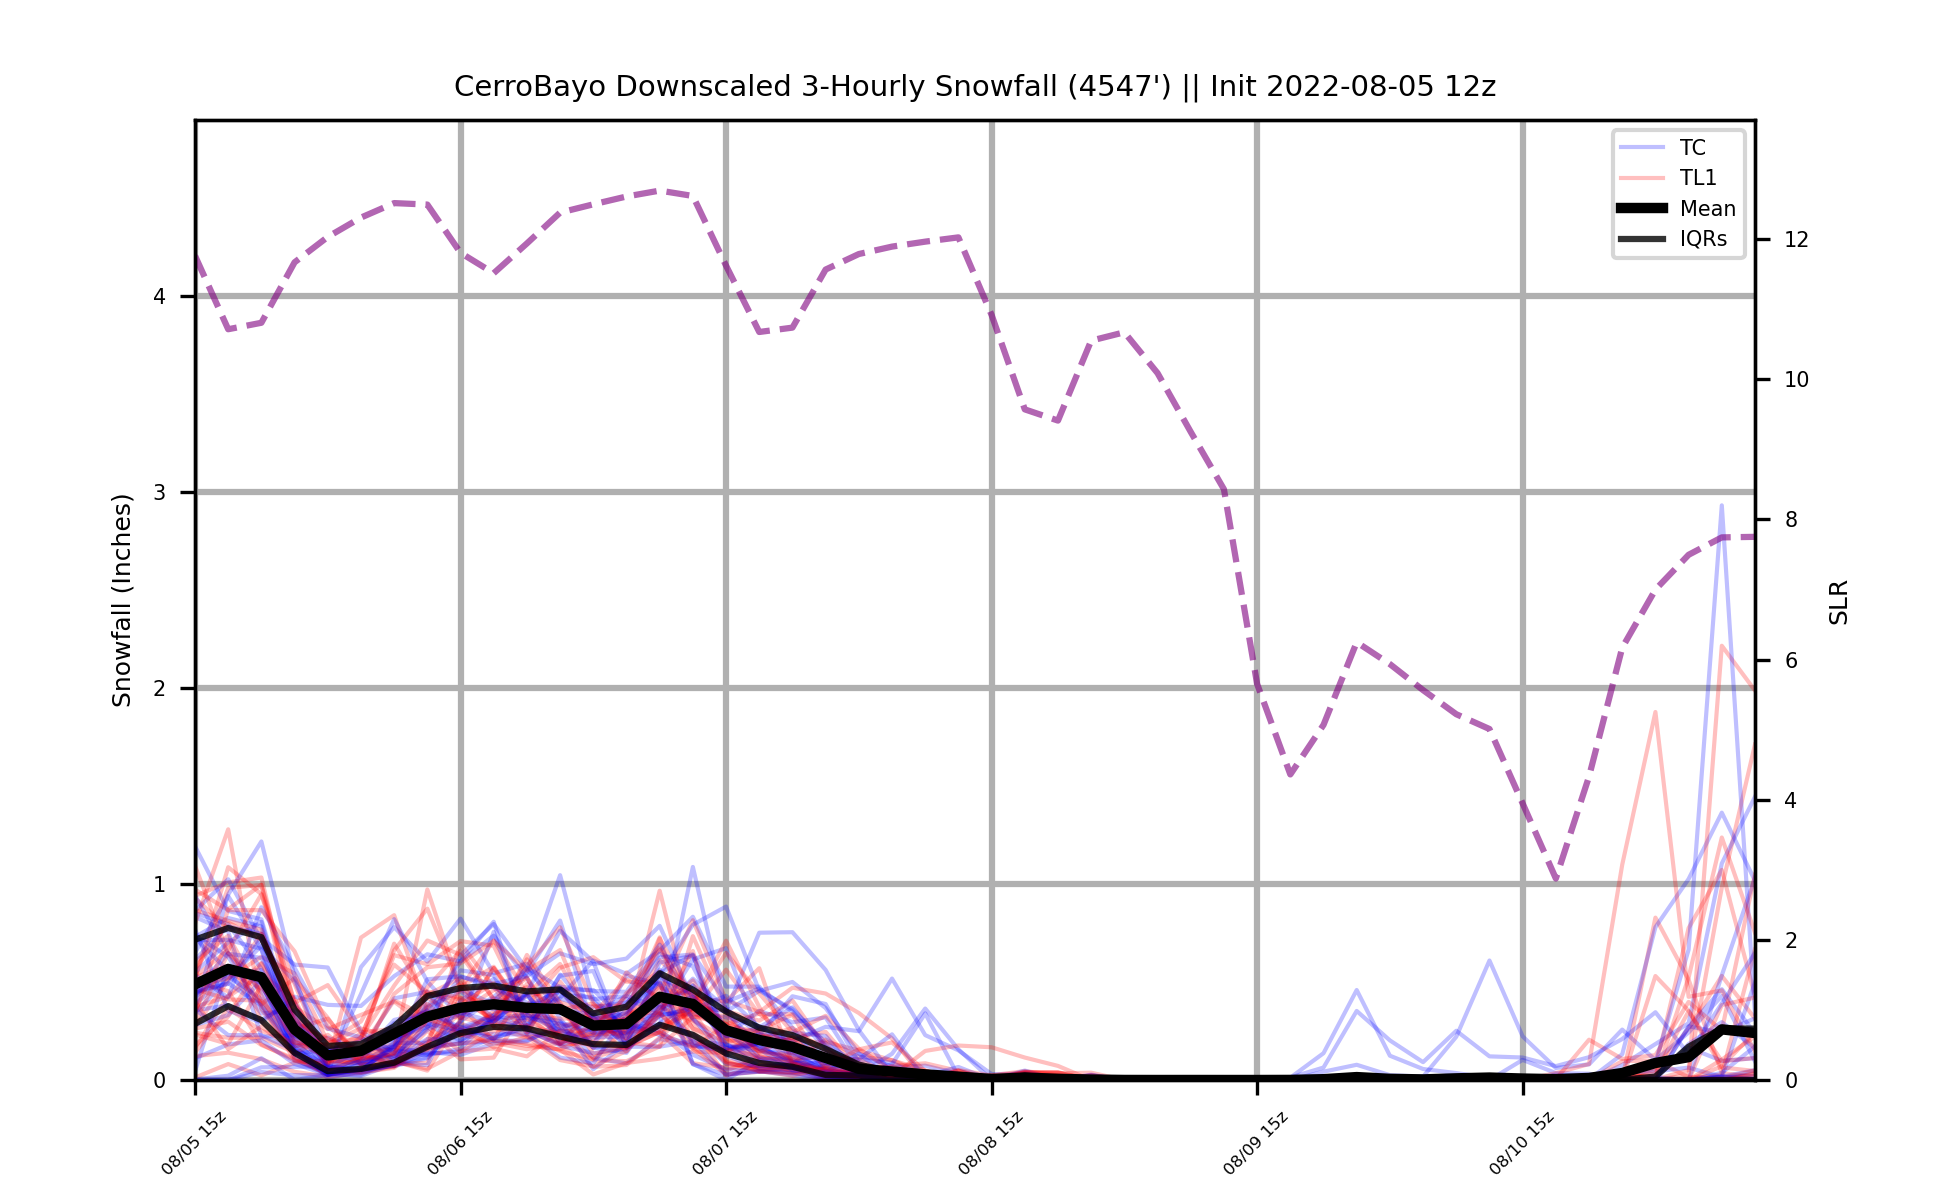 CerroBayo Downscaled 3-Hourly Snowfall (4547') || Init 2022-08-05 12z
TC
TL1
Mean
IQRs
Snowfall (Inches)
4
3
2
1
0
SLR
12
10
8
6
4
2
0
08/05 15z
08/06 15z
08/07 15z
08/08 15z
08/09 15z
08/10 15z